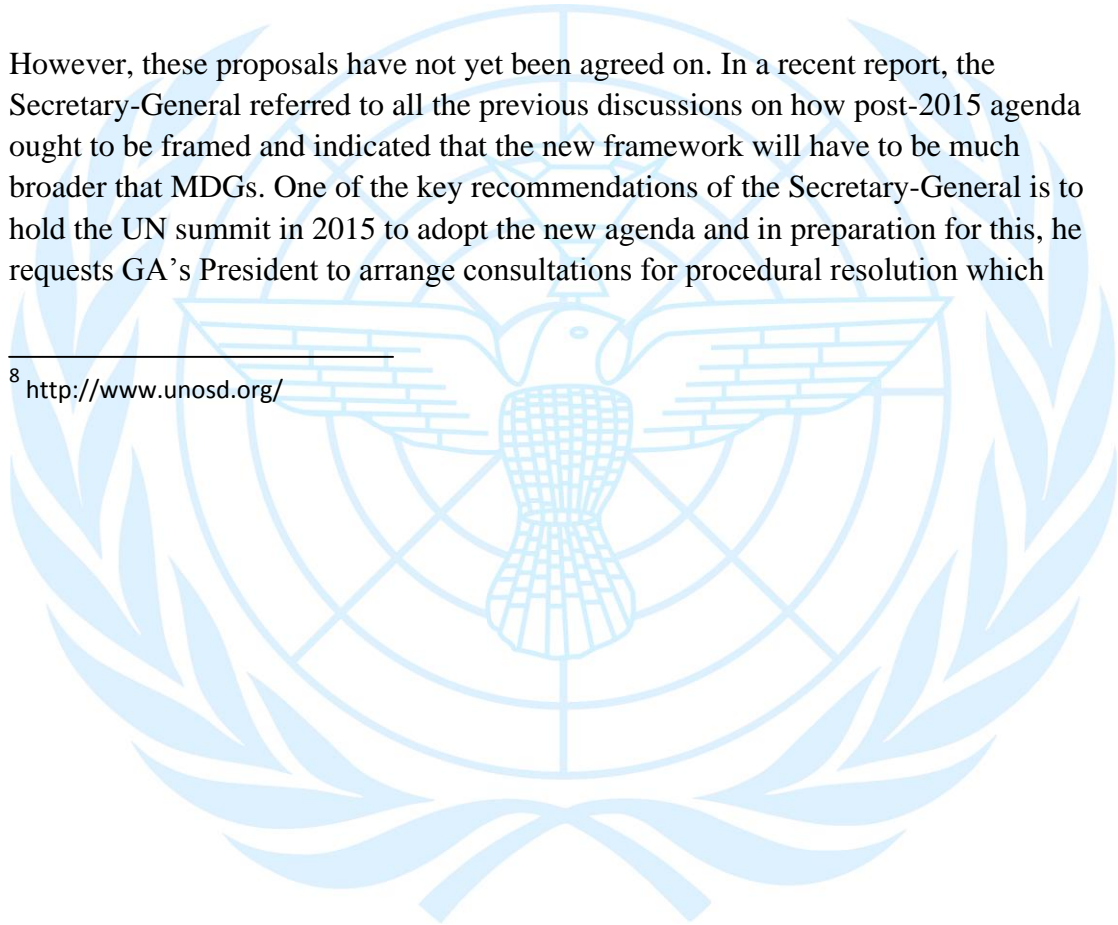 However, these proposals have not yet been agreed on. In a recent report, the
Secretary-General referred to all the previous discussions on how post-2015 agenda
ought to be framed and indicated that the new framework will have to be much
broader that MDGs. One of the key recommendations of the Secretary-General is to
hold the UN summit in 2015 to adopt the new agenda and in preparation for this, he
requests GA’s President to arrange consultations for procedural resolution which
8 http://www.unosd.org/